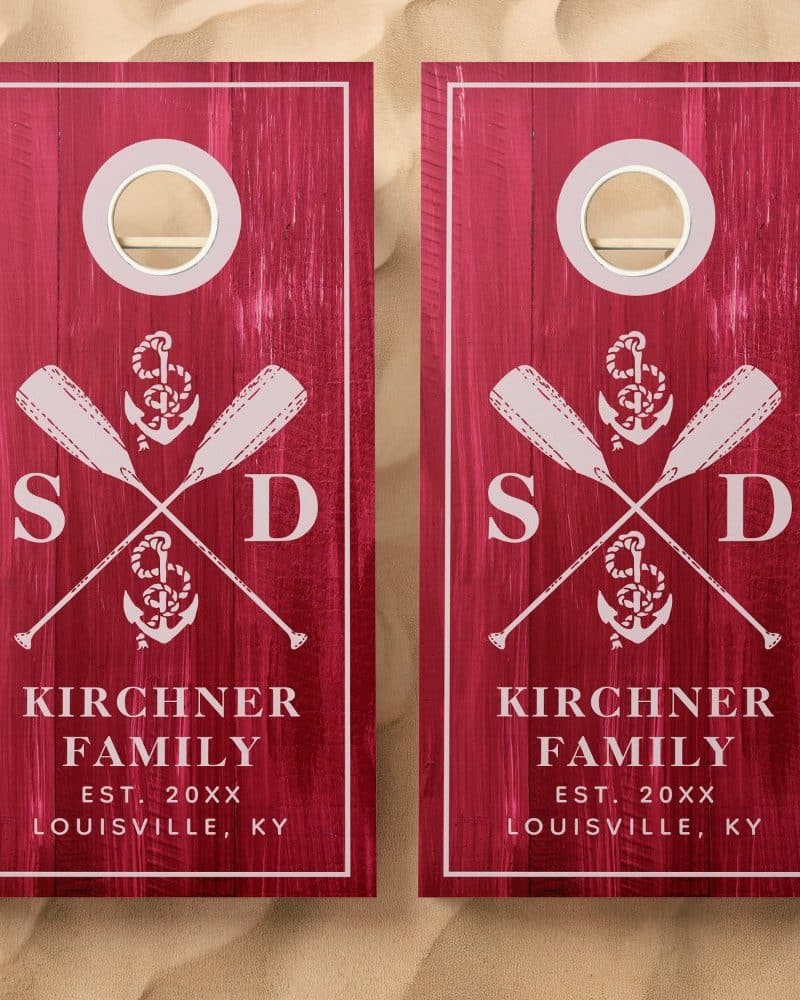 S D
KIRCHNER
FAMILY
EST. 20XX
LOUISVILLE, KY
S D
KIRCHNER
FAMILY
EST. 20XX
LOUISVILLE, KY